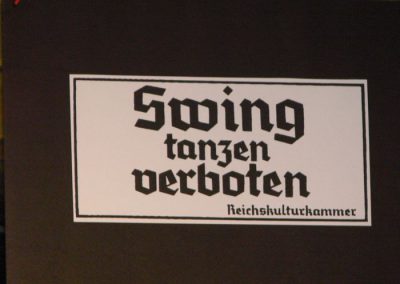 Swing
tanzen
verboten
Reichskulturkammer